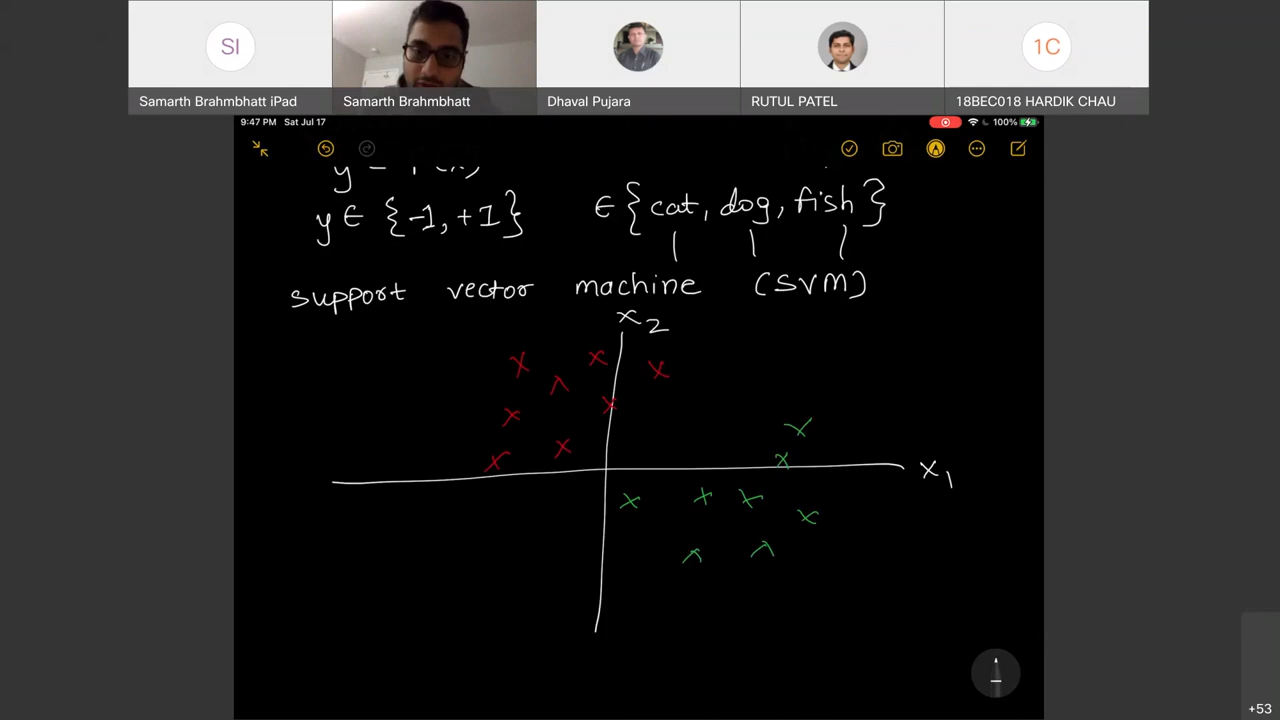 SI
1C
Samarth Brahmbhatt iPad
Samarth Brahmbhatt
Dhaval Pujara
RUTUL PATEL
18BEC018 HARDIK CHAU
9:47 PM Sat Jul 17
100%
y ∈ {-1, +1} ∈ {cat, dog, fish}
support vector machine (SVM)
x2
x1
+53